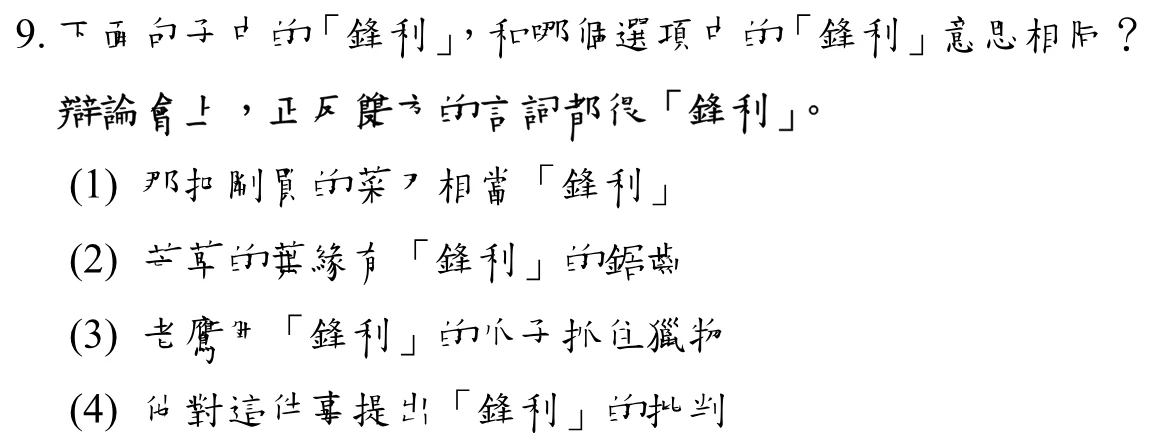 9. 下面句子中的「鋒利」，和哪個選項中的「鋒利」意思相同？
辯論會上，正反雙方的言詞都很「鋒利」。
(1) 那把剛買的菜刀相當「鋒利」
(2) 芒草的葉緣有「鋒利」的鋸齒
(3) 老鷹用「鋒利」的爪子抓住獵物
(4) 他對這件事提出「鋒利」的批判